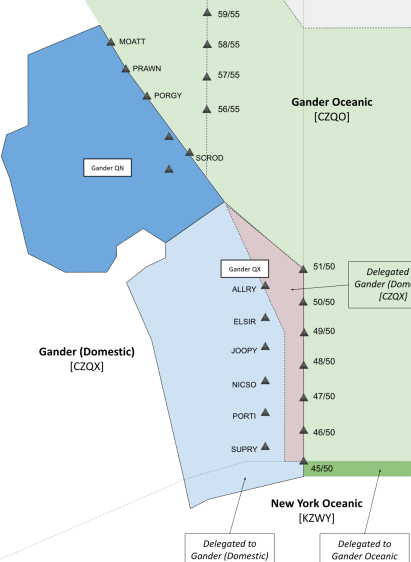 59/55
MOATT
58/55
PRAWN
57/55
PORGY
56/55
Gander Oceanic
[CZQO]
SCROD
Gander QN
Gander QX
51/50
Delegated
Gander (Dom
[CZQX]
ALLRY
50/50
ELSIR
49/50
JOOPY
48/50
Gander (Domestic)
[CZQX]
NICSO
47/50
PORTI
46/50
SUPRY
45/50
New York Oceanic
[KZWY]
Delegated to
Gander (Domestic)
Delegated to
Gander Oceanic